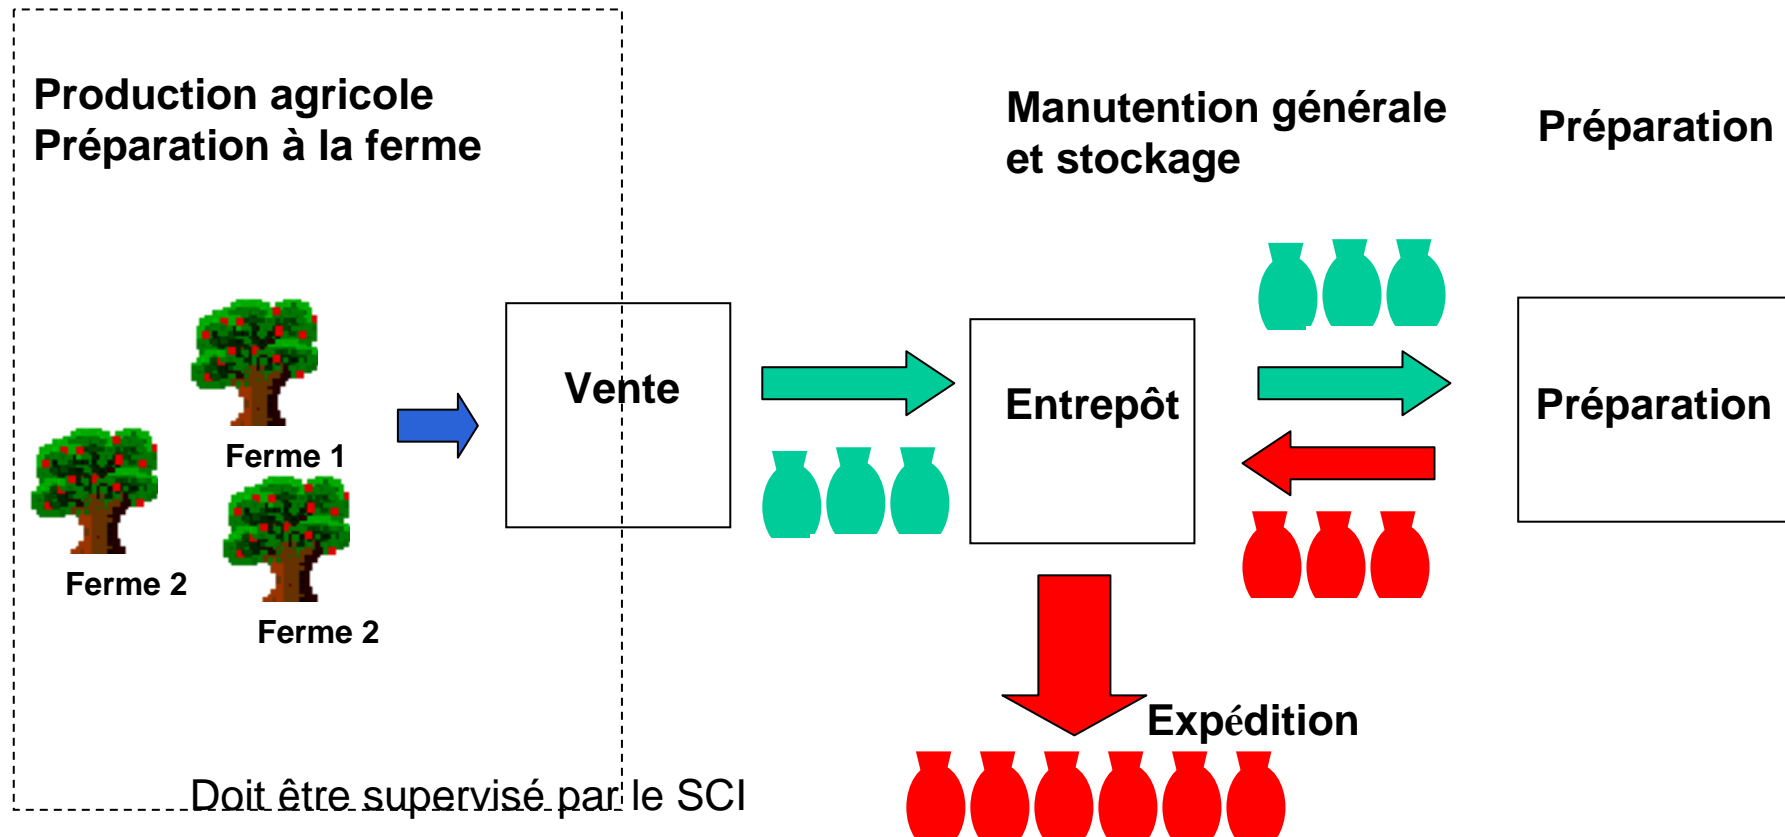 Production agricole
Préparation à la ferme
Manutention générale
et stockage
Préparation
Vente
Entrepôt
Préparation
Ferme 1
Ferme 2
Ferme 2
Expédition
Doit être supervisé par le SCI